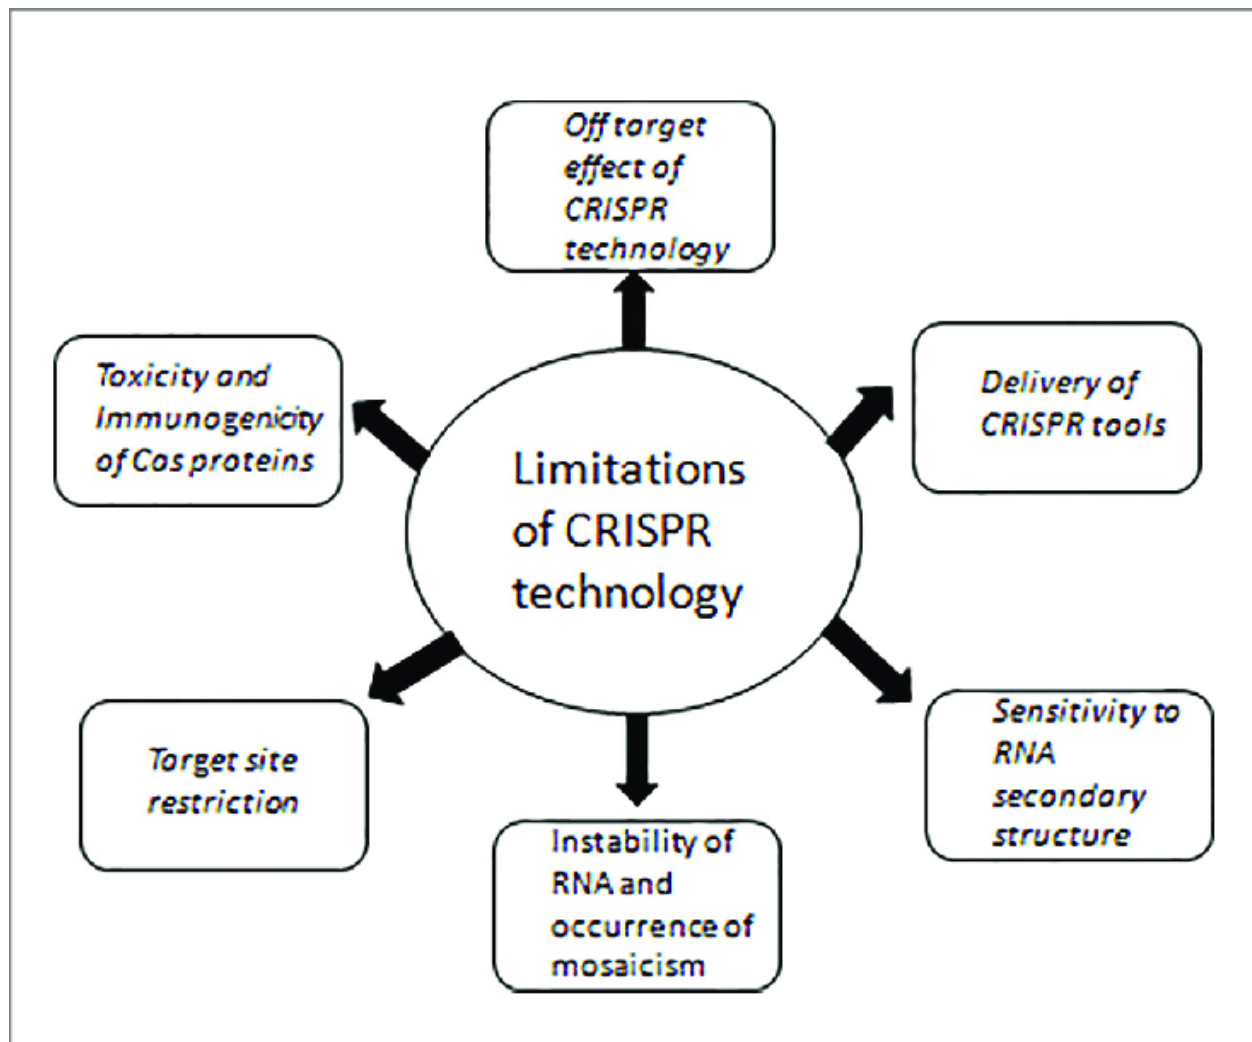 Off target
effect of
CRISPR
technology
Toxicity and
Immunogenicity
of Cas proteins
Delivery of
CRISPR tools
Limitations
of CRISPR
technology
Target site
restriction
Sensitivity to
RNA
secondary
structure
Instability of
RNA and
occurrence of
mosaicism